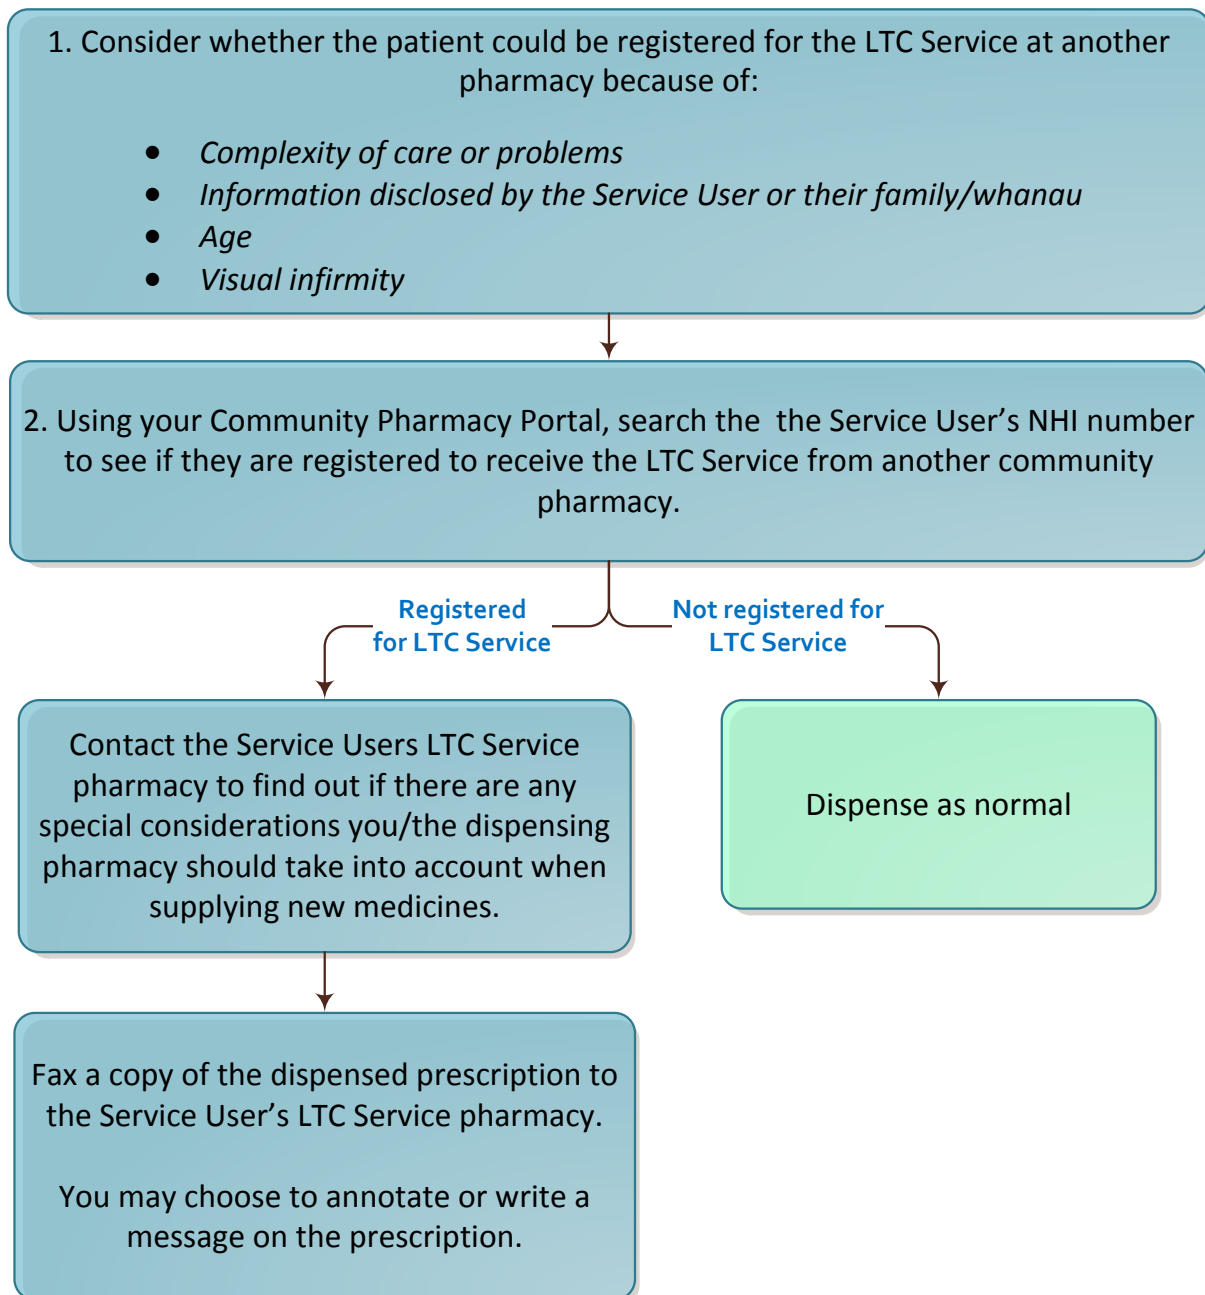 1. Consider whether the patient could be registered for the LTC Service at another
pharmacy because of:
• Complexity of care or problems
• Information disclosed by the Service User or their family/whanau
• Age
• Visual infirmity
2. Using your Community Pharmacy Portal, search the the Service User’s NHI number
to see if they are registered to receive the LTC Service from another community
pharmacy.
Registered
for LTC Service
Not registered for
LTC Service
Contact the Service Users LTC Service
pharmacy to find out if there are any
special considerations you/the dispensing
pharmacy should take into account when
supplying new medicines.
Dispense as normal
Fax a copy of the dispensed prescription to
the Service User’s LTC Service pharmacy.
You may choose to annotate or write a
message on the prescription.